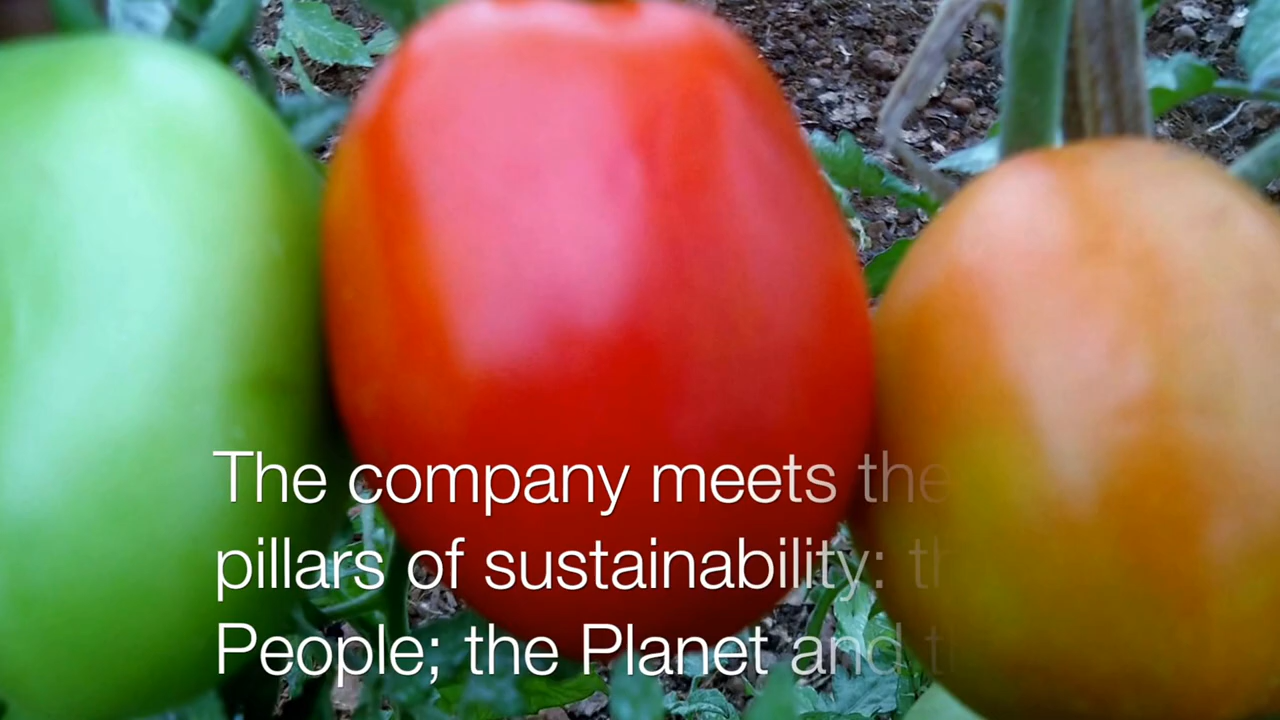 The company meets the
pillars of sustainability:
People; the Planet and